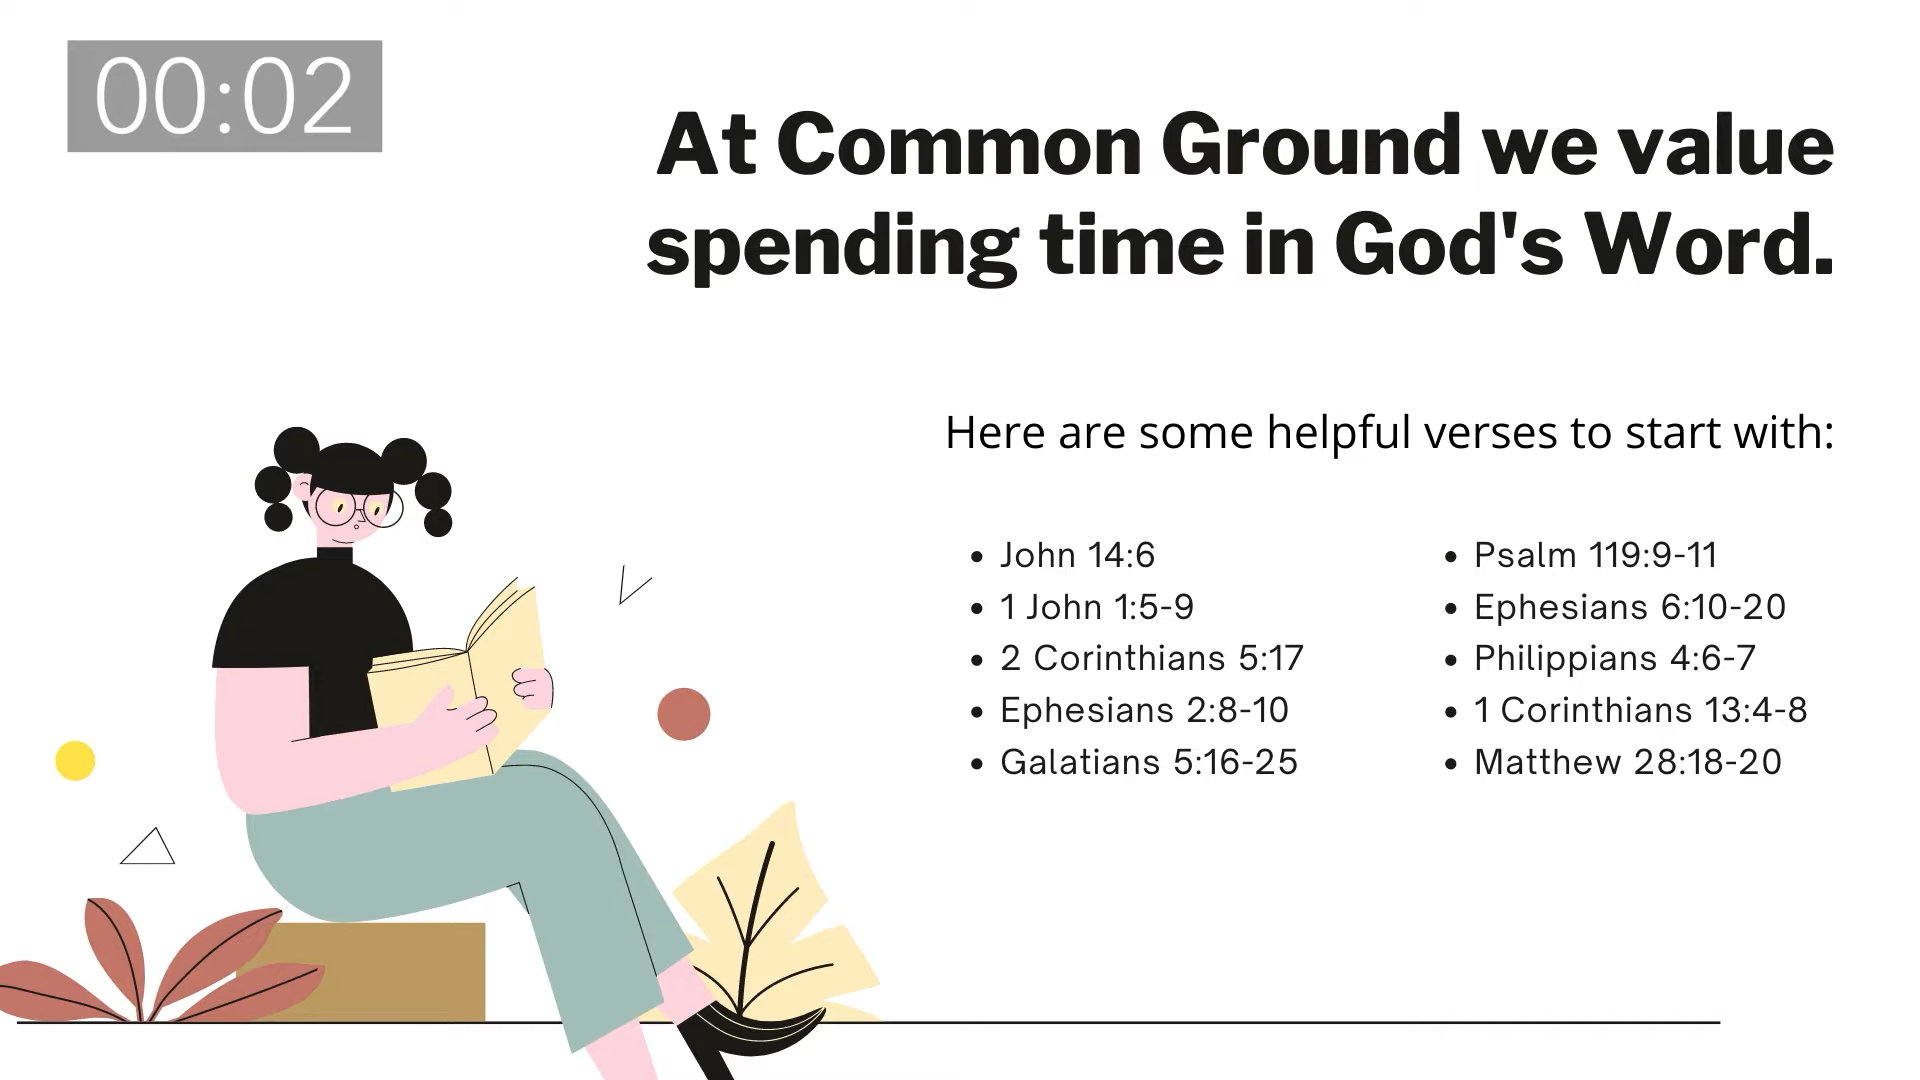 00:02
At Common Ground we value
spending time in God's Word.
Here are some helpful verses to start with:
• John 14:6
• 1 John 1:5-9
• 2 Corinthians 5:17
• Ephesians 2:8-10
• Galatians 5:16-25
• Psalm 119:9-11
• Ephesians 6:10-20
• Philippians 4:6-7
• 1 Corinthians 13:4-8
• Matthew 28:18-20